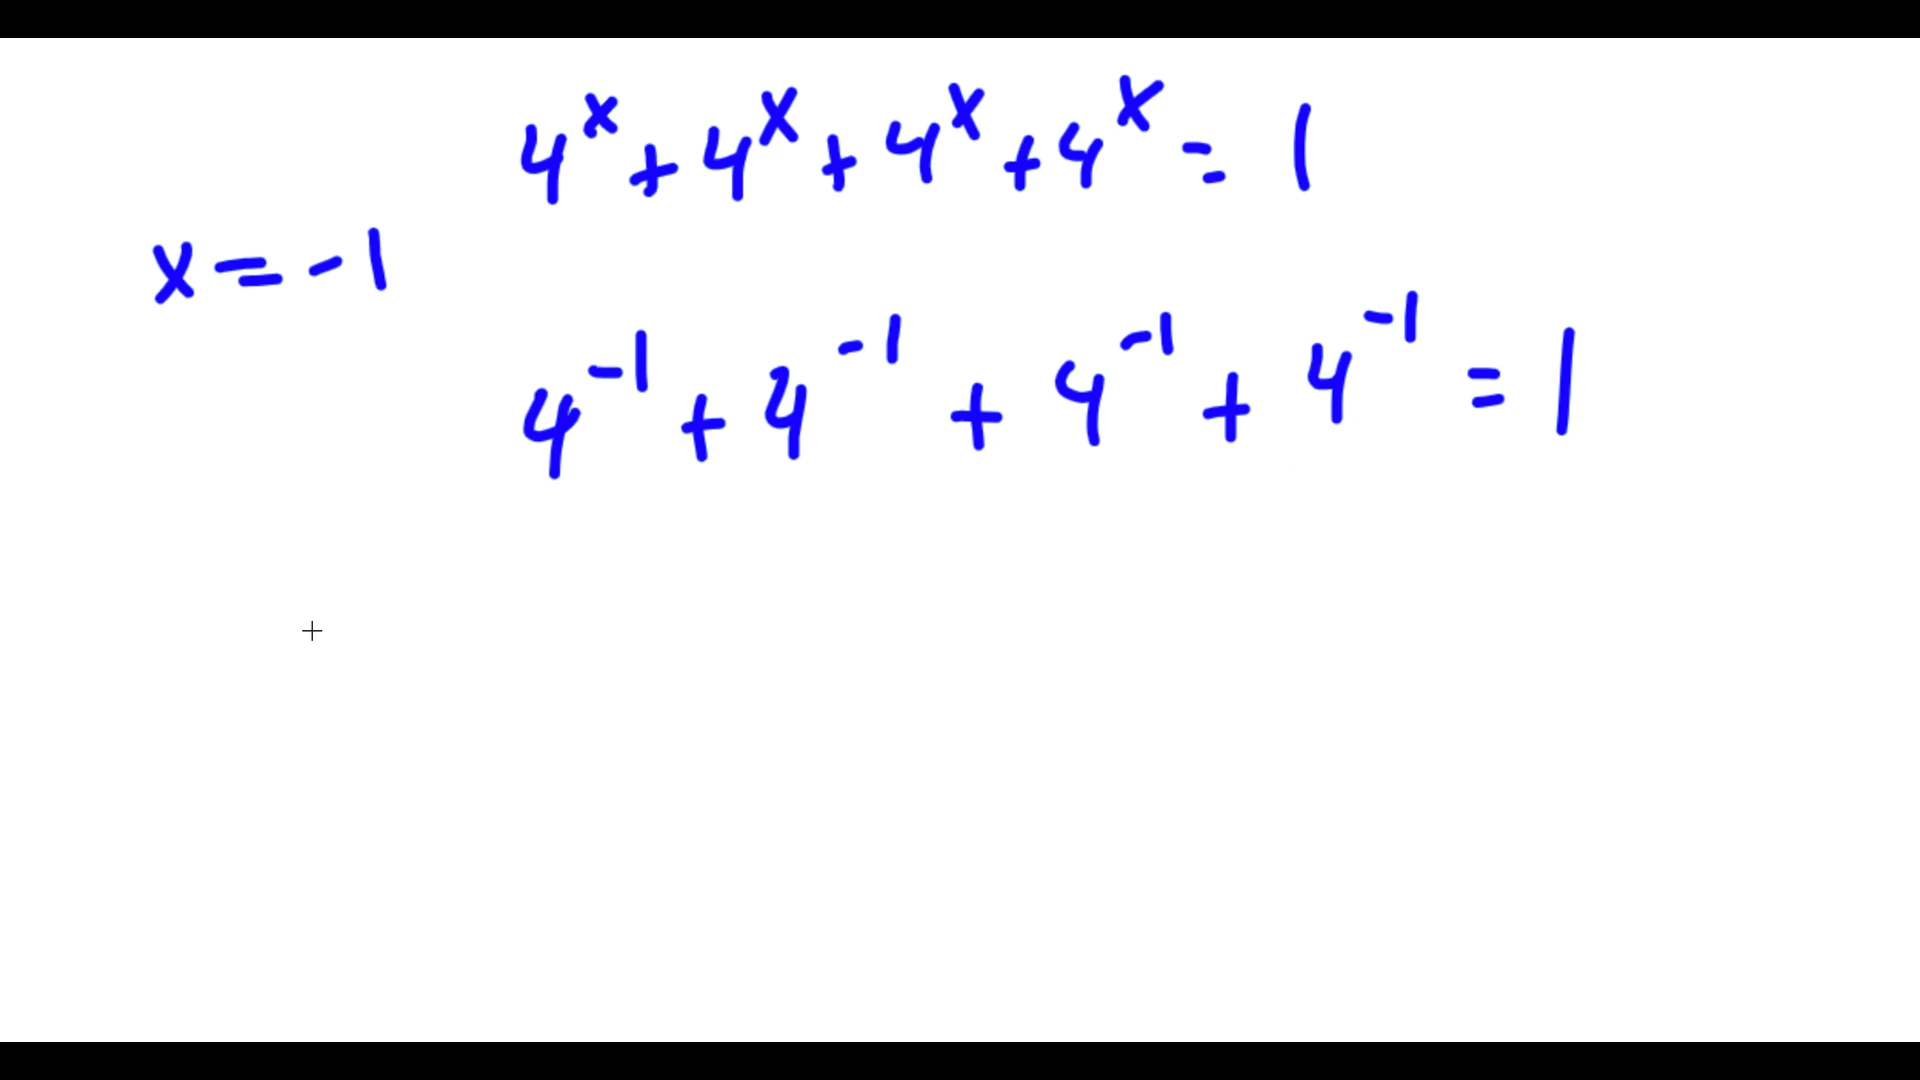 4^x + 4^x + 4^x + 4^x = 1
x = -1
4^-1 + 4^-1 + 4^-1 + 4^-1 = 1